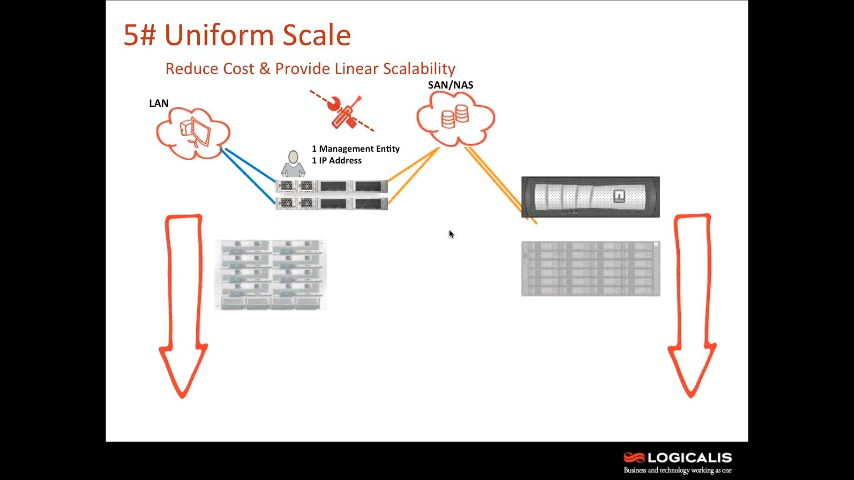 5# Uniform Scale
Reduce Cost & Provide Linear Scalability
SAN/NAS
LAN
1 Management Entity
1 IP Address
LOGICALIS
Business and technology working as one